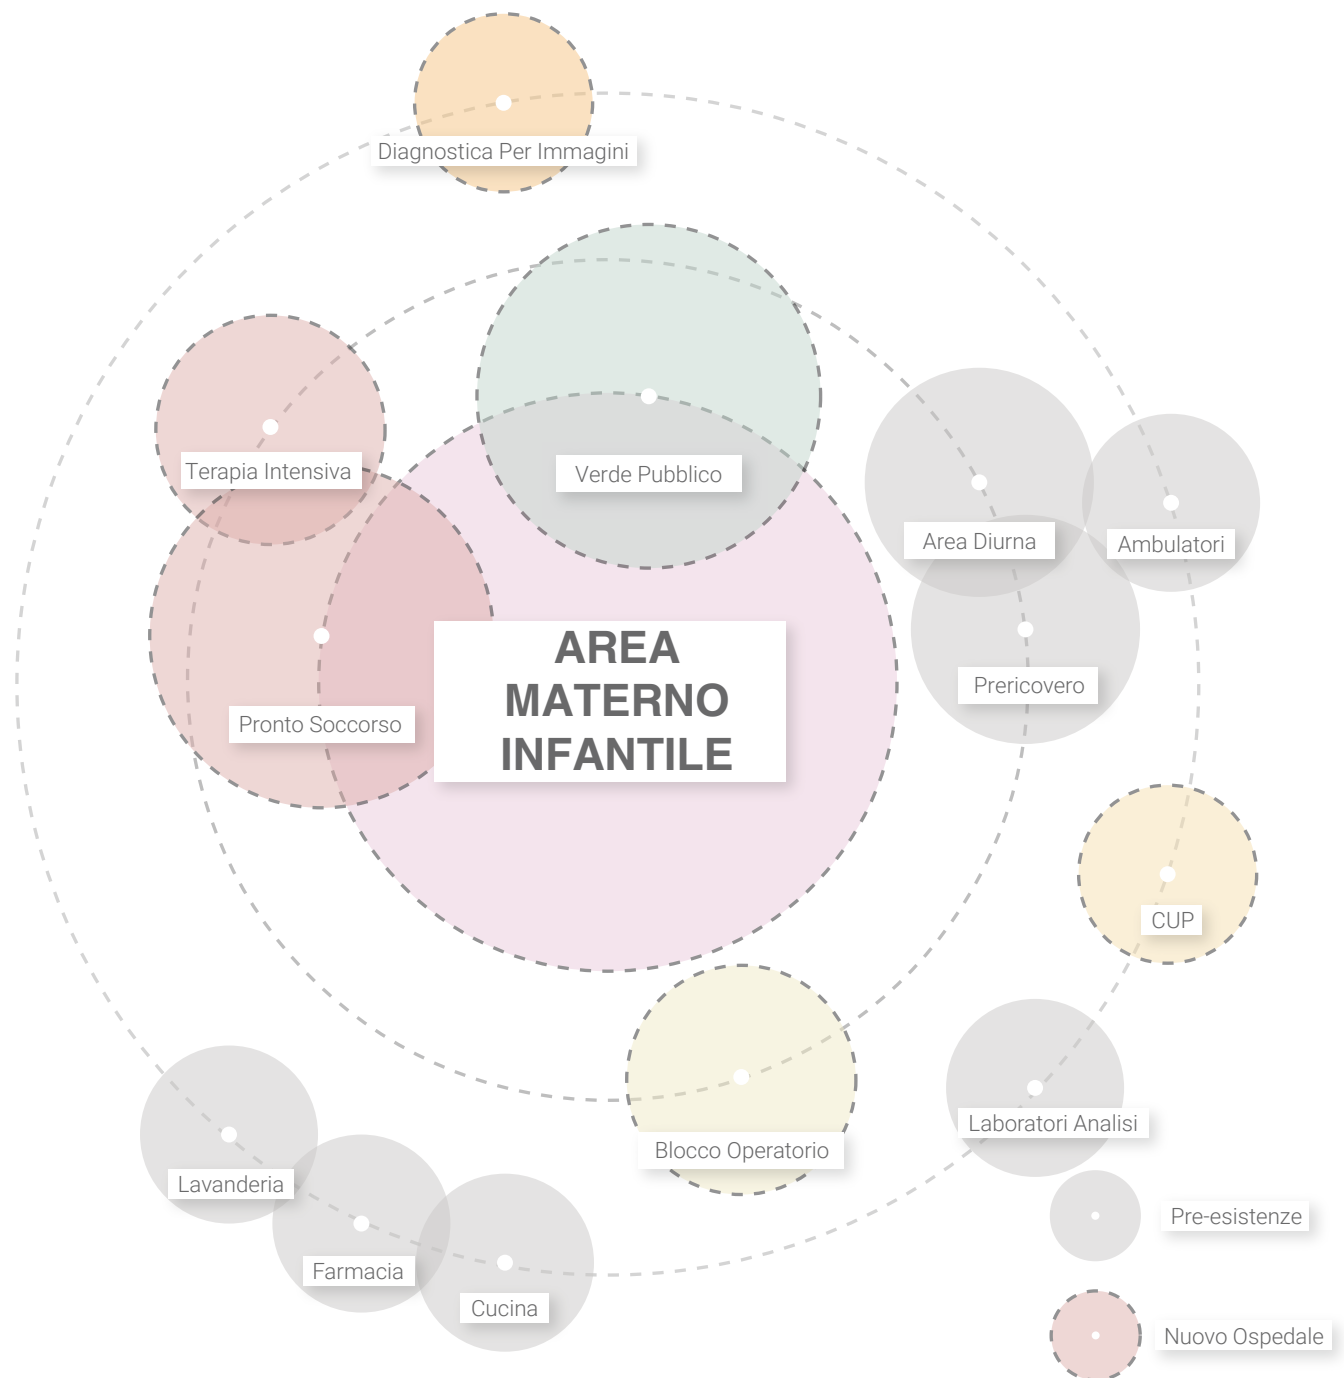 Diagnostica Per Immagini
Terapia Intensiva
Verde Pubblico
Area Diurna
Ambulatori
AREA
MATERNO
INFANTILE
Prericovero
Pronto Soccorso
CUP
Laboratori Analisi
Blocco Operatorio
Lavanderia
Pre-esistenze
Farmacia
Cucina
Nuovo Ospedale